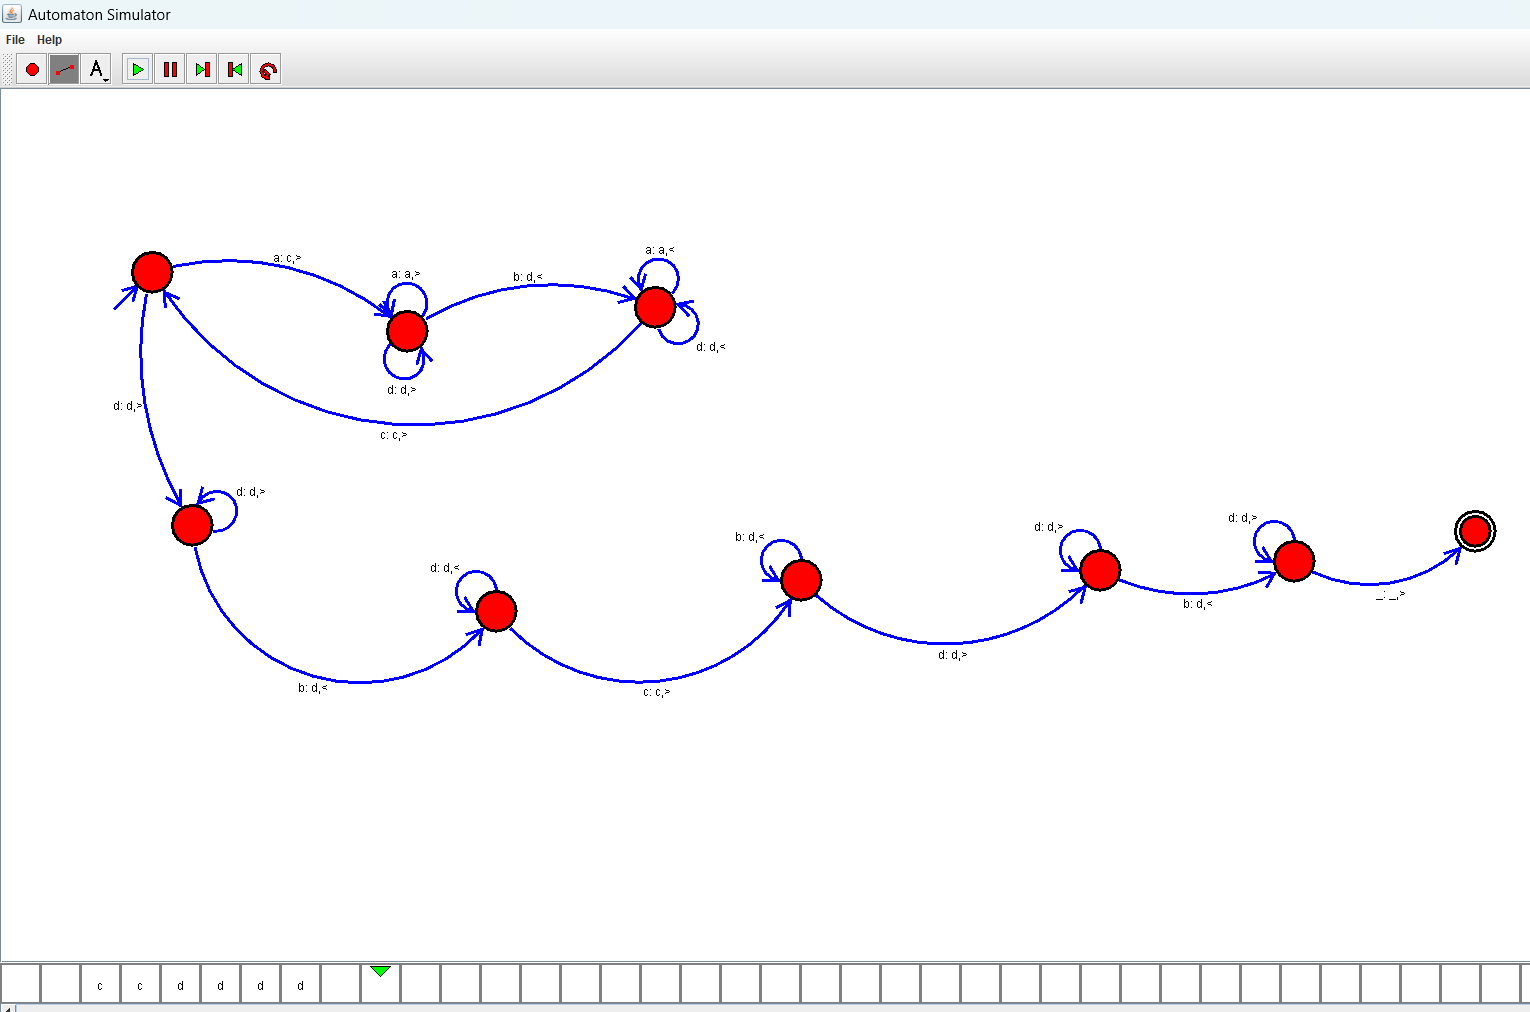 Automaton Simulator
File Help
A
a: a,<
a: c,>
a: a,>
b: d,<
d: d,<
d: d,>
d: d,>
c: c,>
d: d,>
d: d,>
d: d,>
b: d,<
d: d,<
_: _,>
b: d,<
d: d,>
b: d,<
c: c,>
c c d d d d